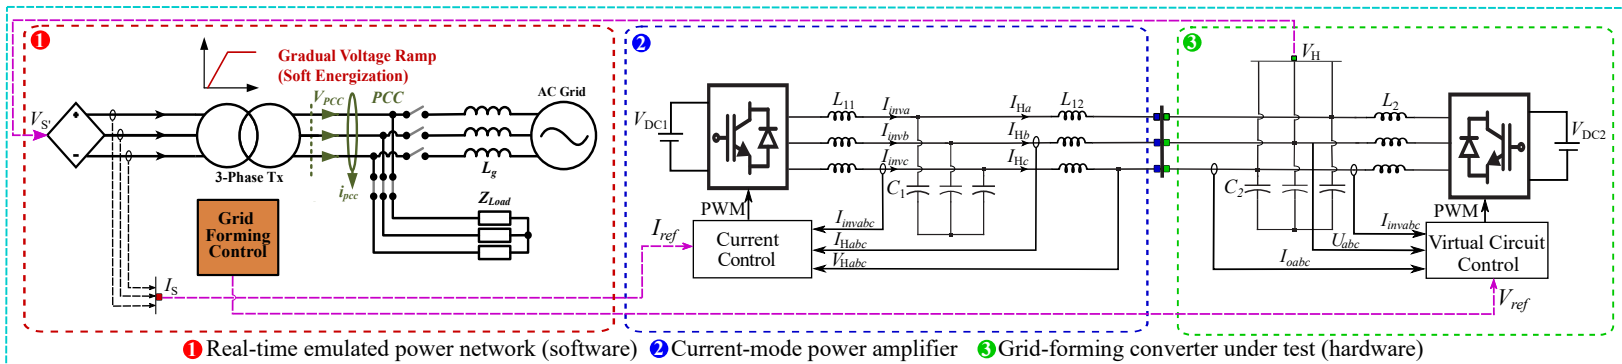 1
Gradual Voltage Ramp
(Soft Energization)
V_S'
+
-
V_PCC
PCC
AC Grid
3-Phase Tx
i_pcc
L_g
Z_Load
Grid
Forming
Control
I_S
2
V_DC1
L_11
I_inva
I_Ha
L_12
I_invb
I_Hb
I_invc
I_Hc
C_1
PWM
I_ref
Current
Control
I_invabc
I_Habc
V_Habc
3
V_H
L_2
V_DC2
C_2
PWM
I_invabc
U_abc
I_oabc
Virtual Circuit
Control
V_ref
1 Real-time emulated power network (software) 2 Current-mode power amplifier 3 Grid-forming converter under test (hardware)